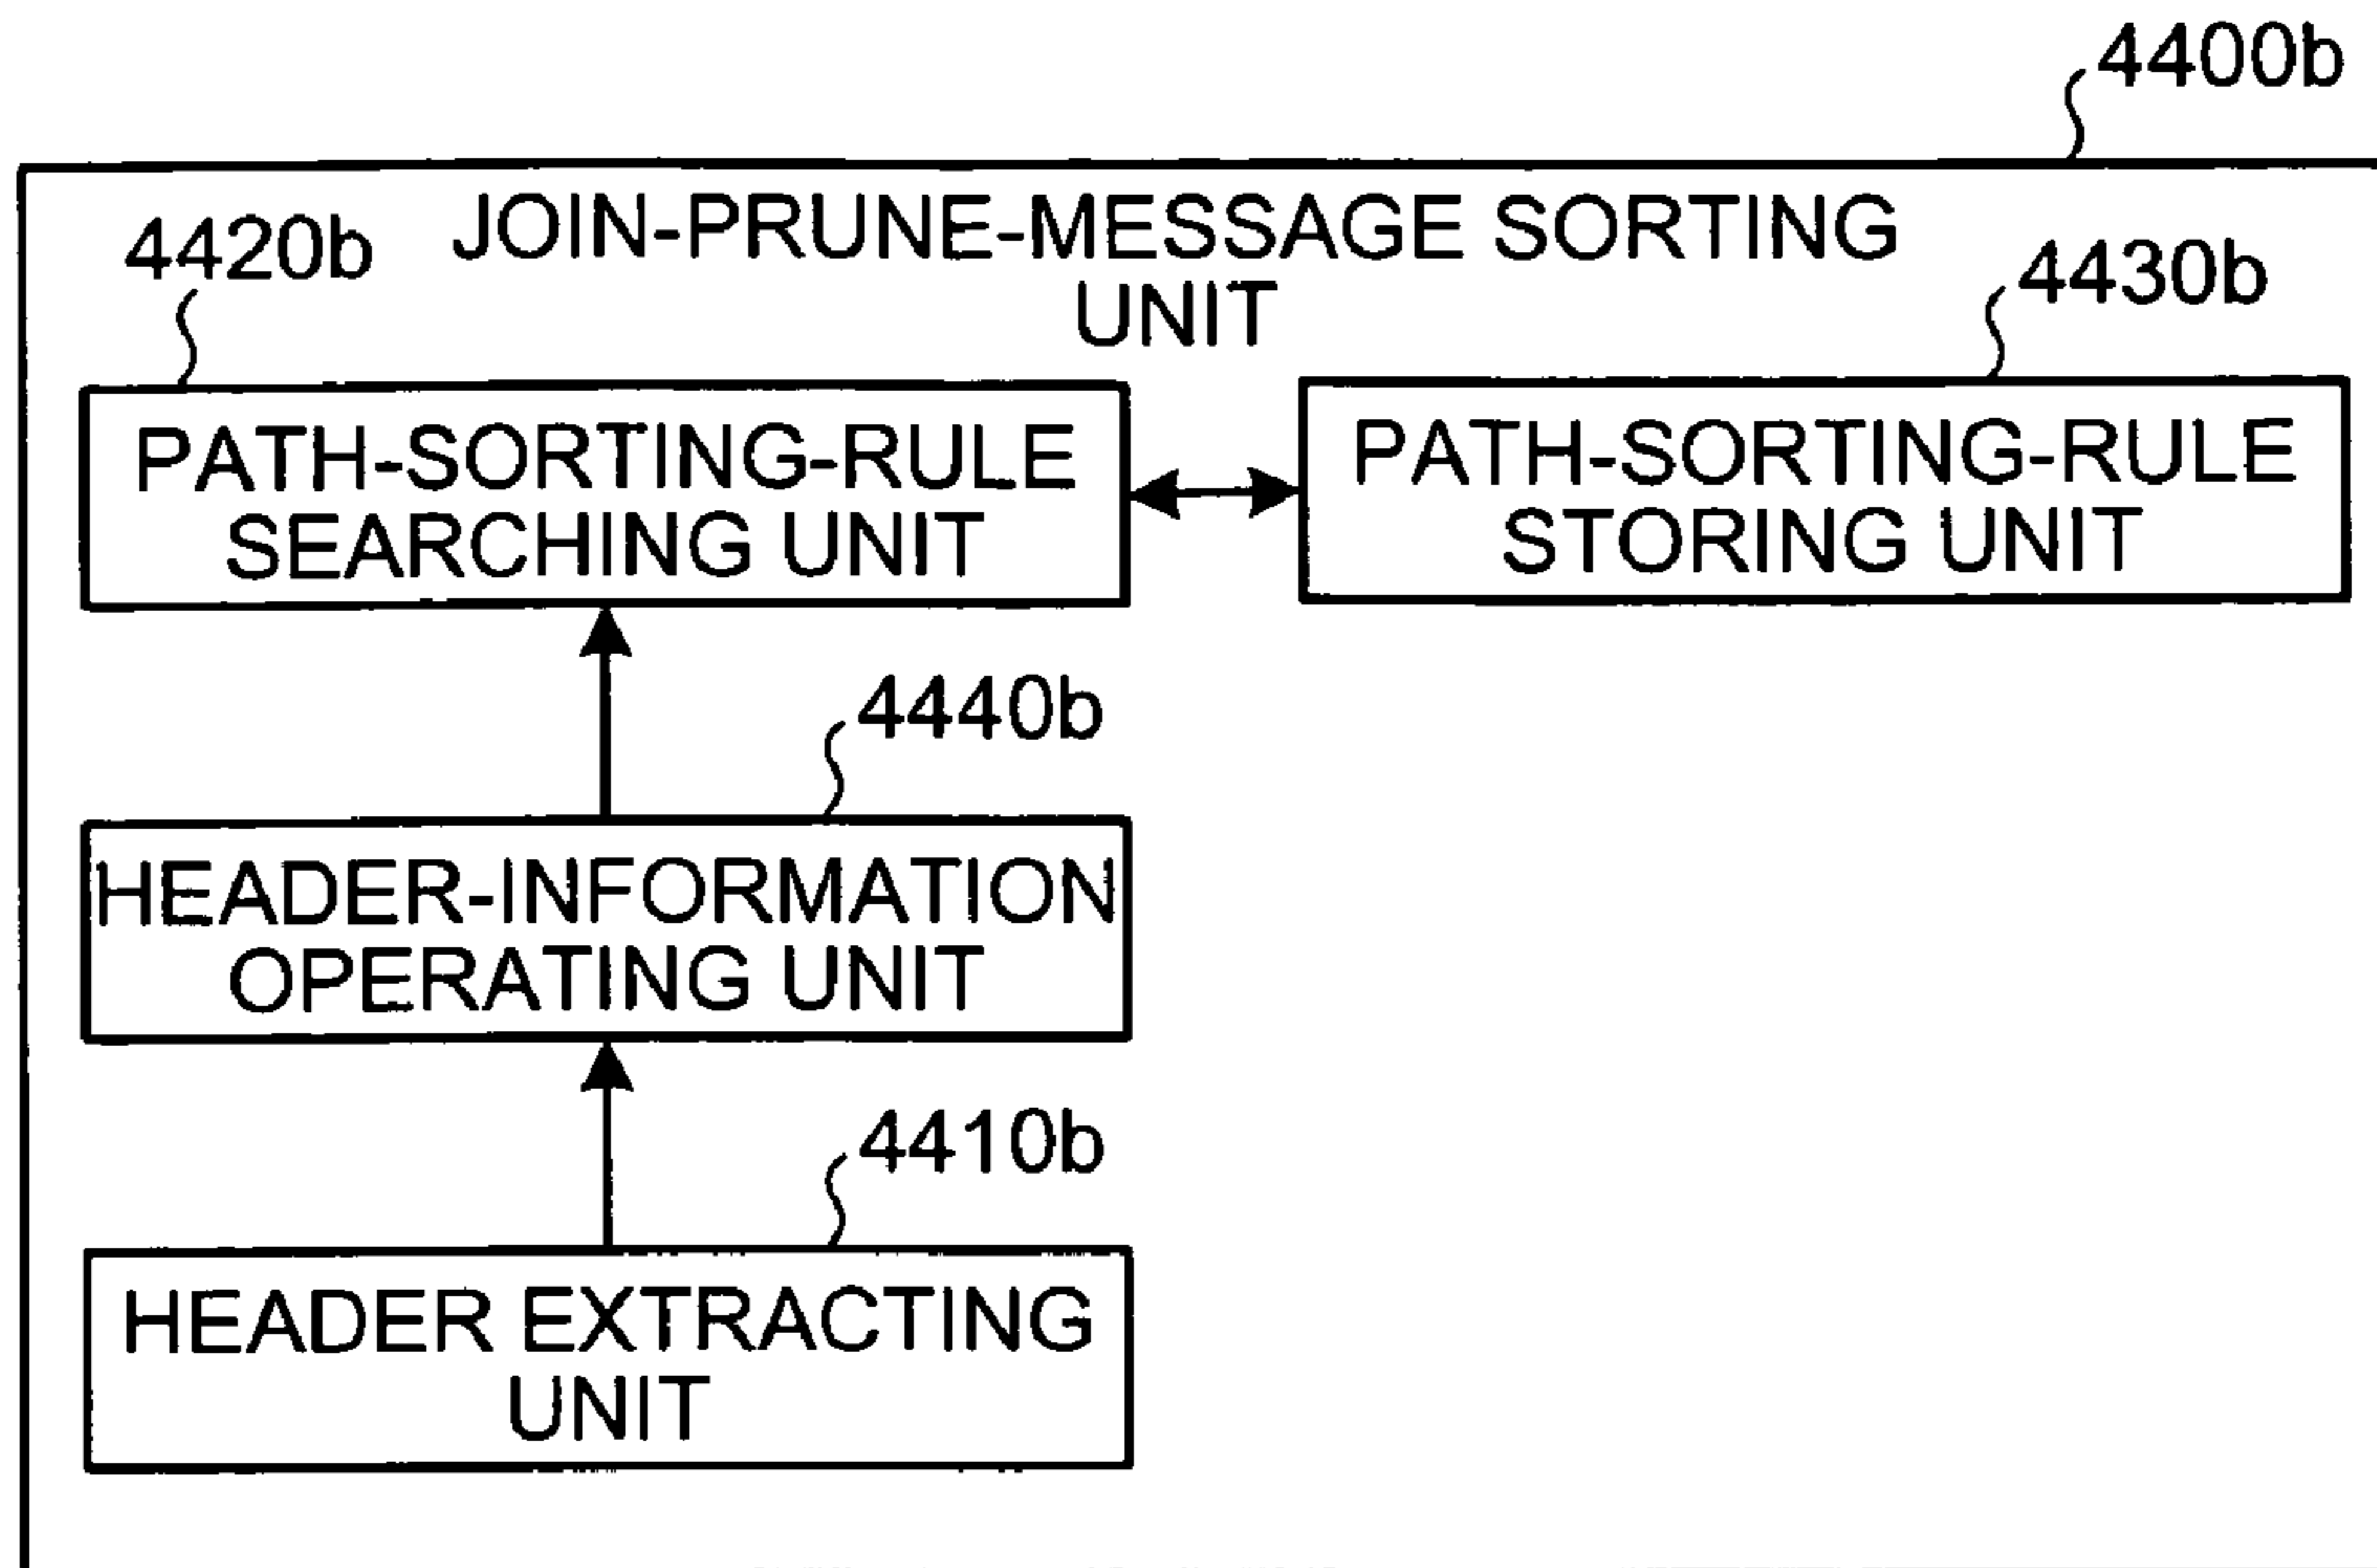 4400b
JOIN-PRUNE-MESSAGE SORTING
UNIT
4420b
4430b
PATH-SORTING-RULE
SEARCHING UNIT
PATH-SORTING-RULE
STORING UNIT
4440b
HEADER-INFORMATION
OPERATING UNIT
4410b
HEADER EXTRACTING
UNIT